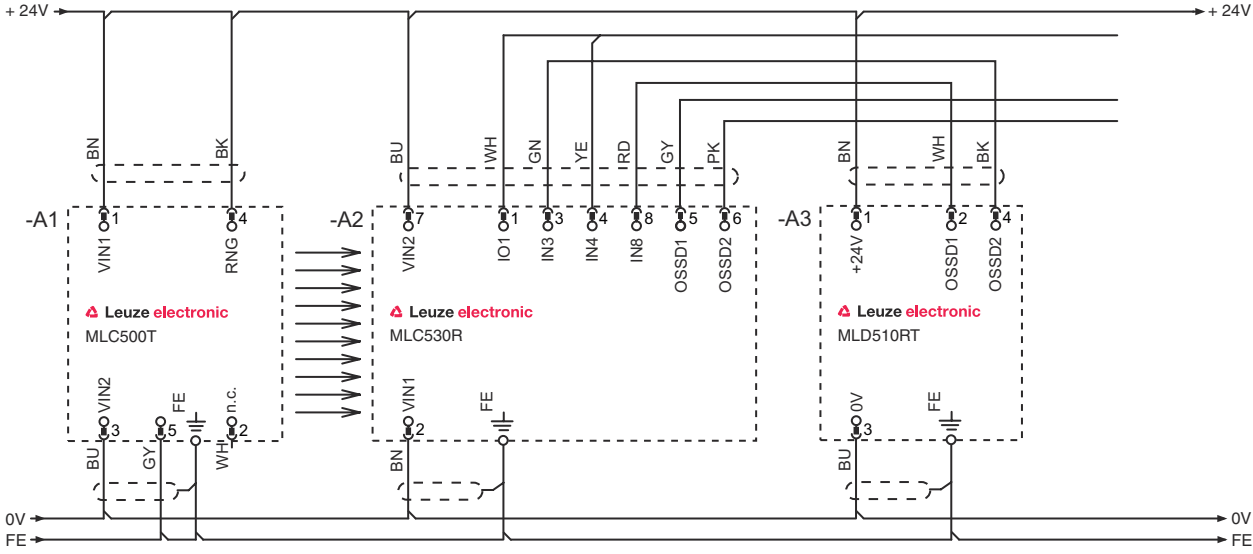 + 24V
+ 24V
BN
BK
BU
WH
GN
YE
RD
GY
PK
BN
WH
BK
-A1
1
4
-A2
7
1
3
4
8
5
6
-A3
1
2
4
VIN1
RNG
VIN2
IO1
IN3
IN4
IN8
OSSD1
OSSD2
+24V
OSSD1
OSSD2
Leuze electronic
MLC500T
Leuze electronic
MLC530R
Leuze electronic
MLD510RT
VIN2
FE
n.c.
VIN1
FE
0V
FE
3
5
2
2
3
BU
GY
WH
BN
BU
0V
0V
FE
FE